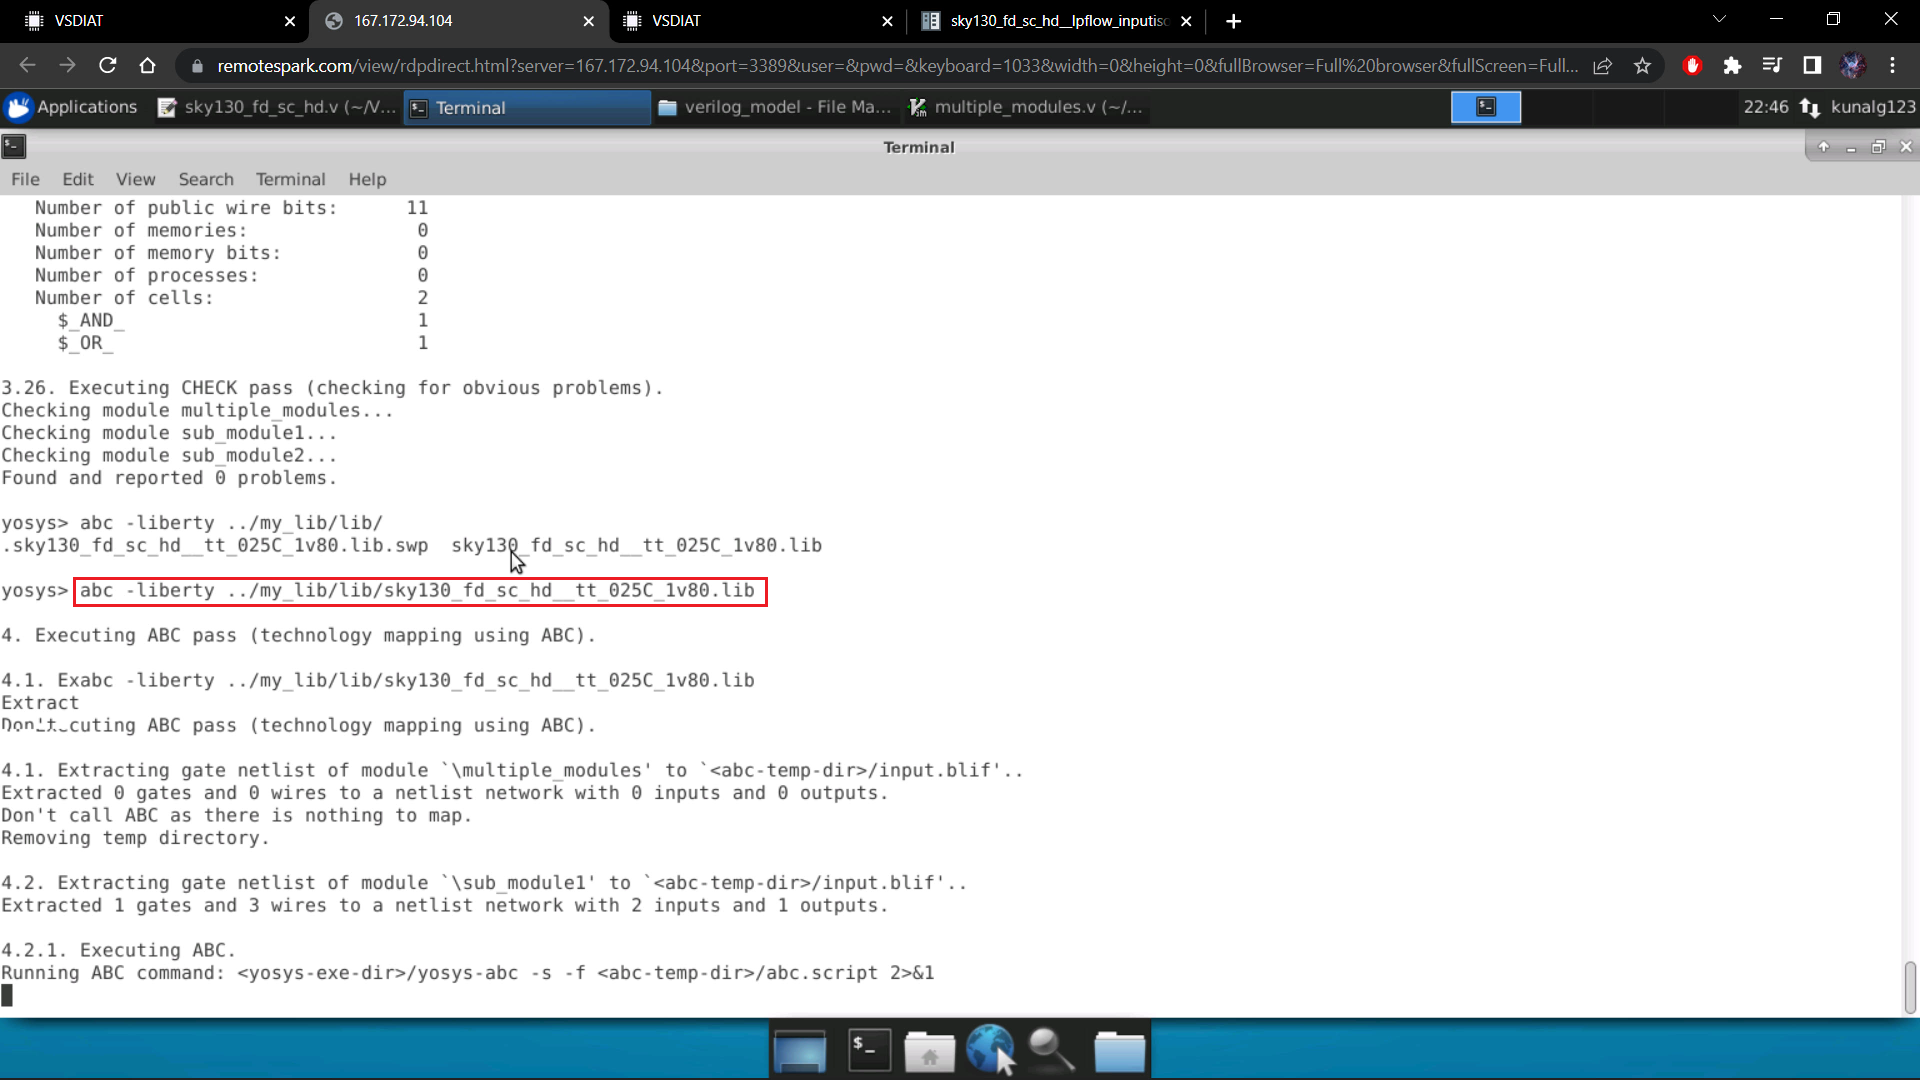 VSDIAT
167.172.94.104
VSDIAT
sky130_fd_sc_hd__lpflow_inputiso
remotespark.com/view/rdpdirect.html?server=167.172.94.104&port=3389&user=&pwd=&keyboard=1033&width=0&height=0&fullBrowser=Full%20browser&fullScreen=Full...
Applications
sky130_fd_sc_hd.v (~/V...
Terminal
verilog_model - File Ma...
multiple_modules.v (~/...
22:46
kunalg123
Terminal
File Edit View Search Terminal Help
Number of public wire bits: 11
Number of memories: 0
Number of memory bits: 0
Number of processes: 0
Number of cells: 2
$_AND_ 1
$_OR_ 1
3.26. Executing CHECK pass (checking for obvious problems).
Checking module multiple_modules...
Checking module sub_module1...
Checking module sub_module2...
Found and reported 0 problems.
yosys> abc -liberty ../my_lib/lib/
.sky130_fd_sc_hd__tt_025C_1v80.lib.swp sky130_fd_sc_hd__tt_025C_1v80.lib
yosys> abc -liberty ../my_lib/lib/sky130_fd_sc_hd__tt_025C_1v80.lib
4. Executing ABC pass (technology mapping using ABC).
4.1. Exabc -liberty ../my_lib/lib/sky130_fd_sc_hd__tt_025C_1v80.lib
Extract
cuting ABC pass (technology mapping using ABC).
4.1. Extracting gate netlist of module `\multiple_modules' to `<abc-temp-dir>/input.blif'..
Extracted 0 gates and 0 wires to a netlist network with 0 inputs and 0 outputs.
Don't call ABC as there is nothing to map.
Removing temp directory.
4.2. Extracting gate netlist of module `\sub_module1' to `<abc-temp-dir>/input.blif'..
Extracted 1 gates and 3 wires to a netlist network with 2 inputs and 1 outputs.
4.2.1. Executing ABC.
Running ABC command: <yosys-exe-dir>/yosys-abc -s -f <abc-temp-dir>/abc.script 2>&1